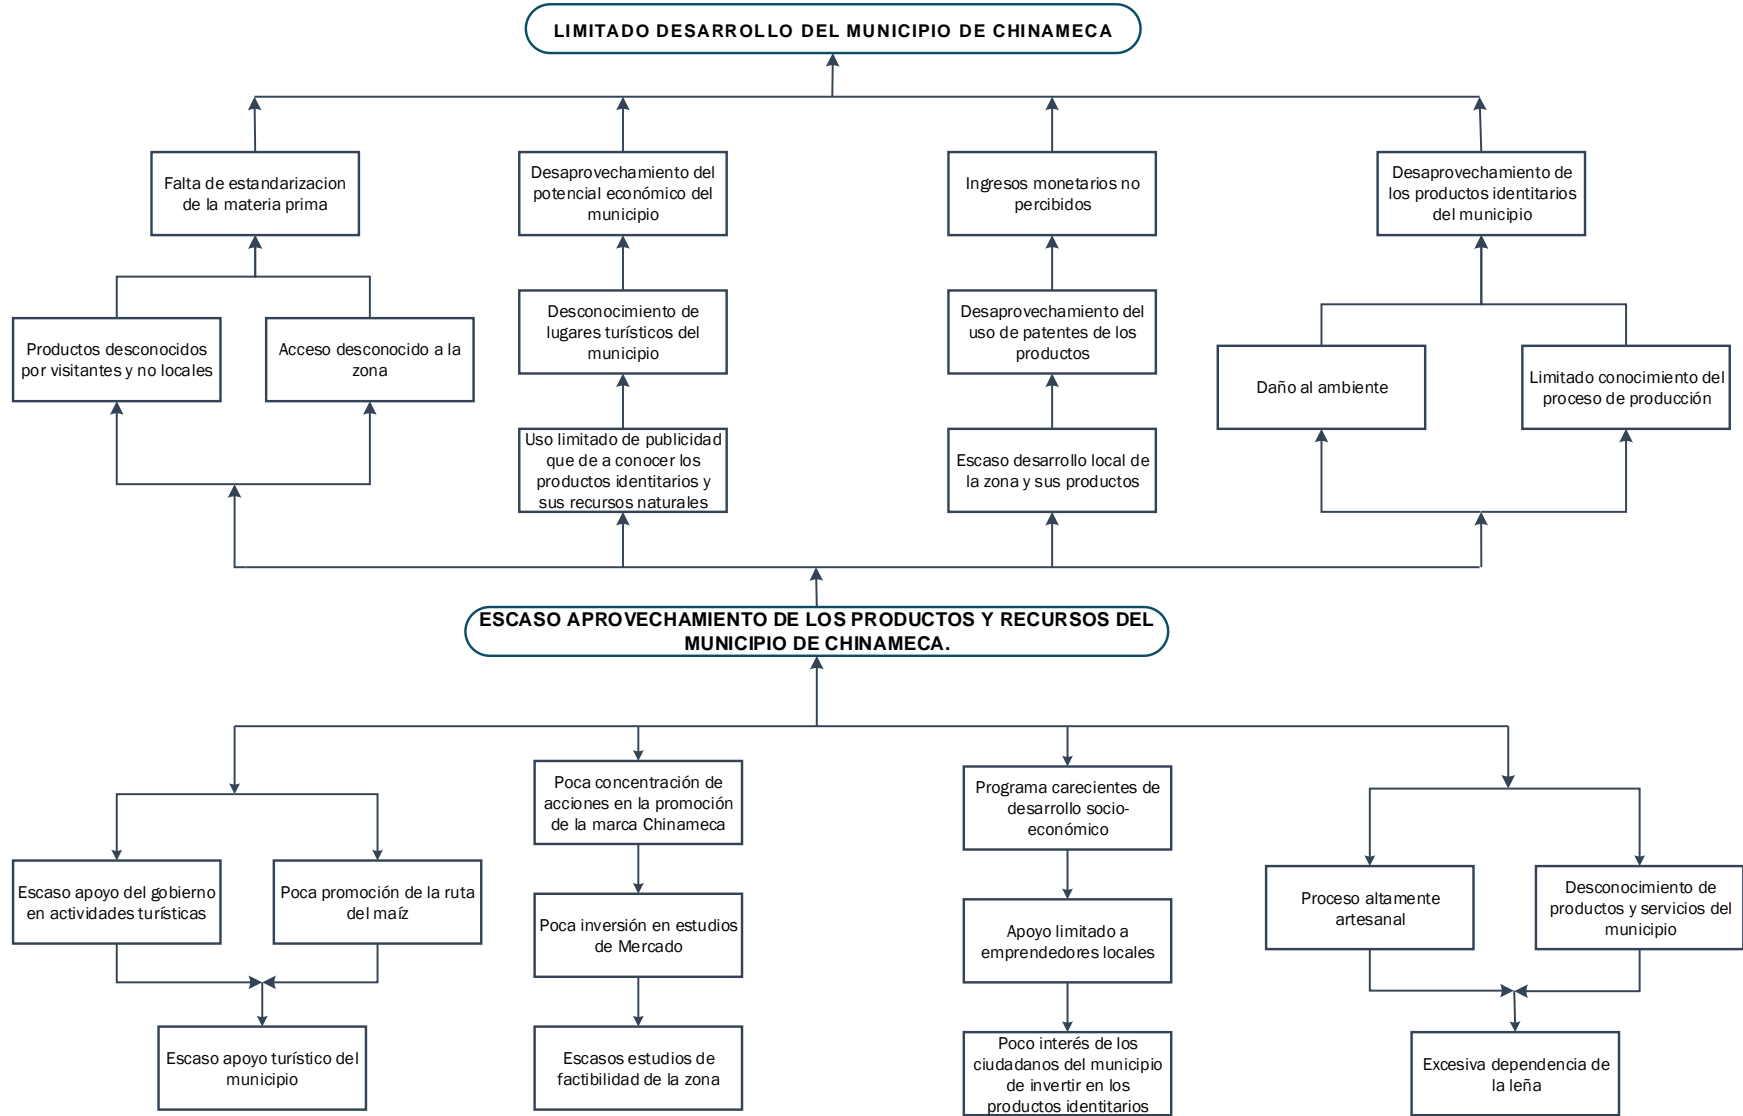 LIMITADO DESARROLLO DEL MUNICIPIO DE CHINAMECA
Falta de estandarizacion
de la materia prima
Desaprovechamiento del
potencial económico del
municipio
Ingresos monetarios no
percibidos
Desaprovechamiento de
los productos identitarios
del municipio
Productos desconocidos
por visitantes y no locales
Acceso desconocido a la
zona
Desconocimiento de
lugares turísticos del
municipio
Desaprovechamiento del
uso de patentes de los
productos
Daño al ambiente
Limitado conocimiento del
proceso de producción
Uso limitado de publicidad
que de a conocer los
productos identitarios y
sus recursos naturales
Escaso desarrollo local de
la zona y sus productos
ESCASO APROVECHAMIENTO DE LOS PRODUCTOS Y RECURSOS DEL
MUNICIPIO DE CHINAMECA.
Poca concentración de
acciones en la promoción
de la marca Chinameca
Programa carecientes de
desarrollo socio-
económico
Escaso apoyo del gobierno
en actividades turísticas
Poca promoción de la ruta
del maíz
Poca inversión en estudios
de Mercado
Apoyo limitado a
emprendedores locales
Proceso altamente
artesanal
Desconocimiento de
productos y servicios del
municipio
Escaso apoyo turístico del
municipio
Escasos estudios de
factibilidad de la zona
Poco interés de los
ciudadanos del municipio
de invertir en los
productos identitarios
Excesiva dependencia de
la leña